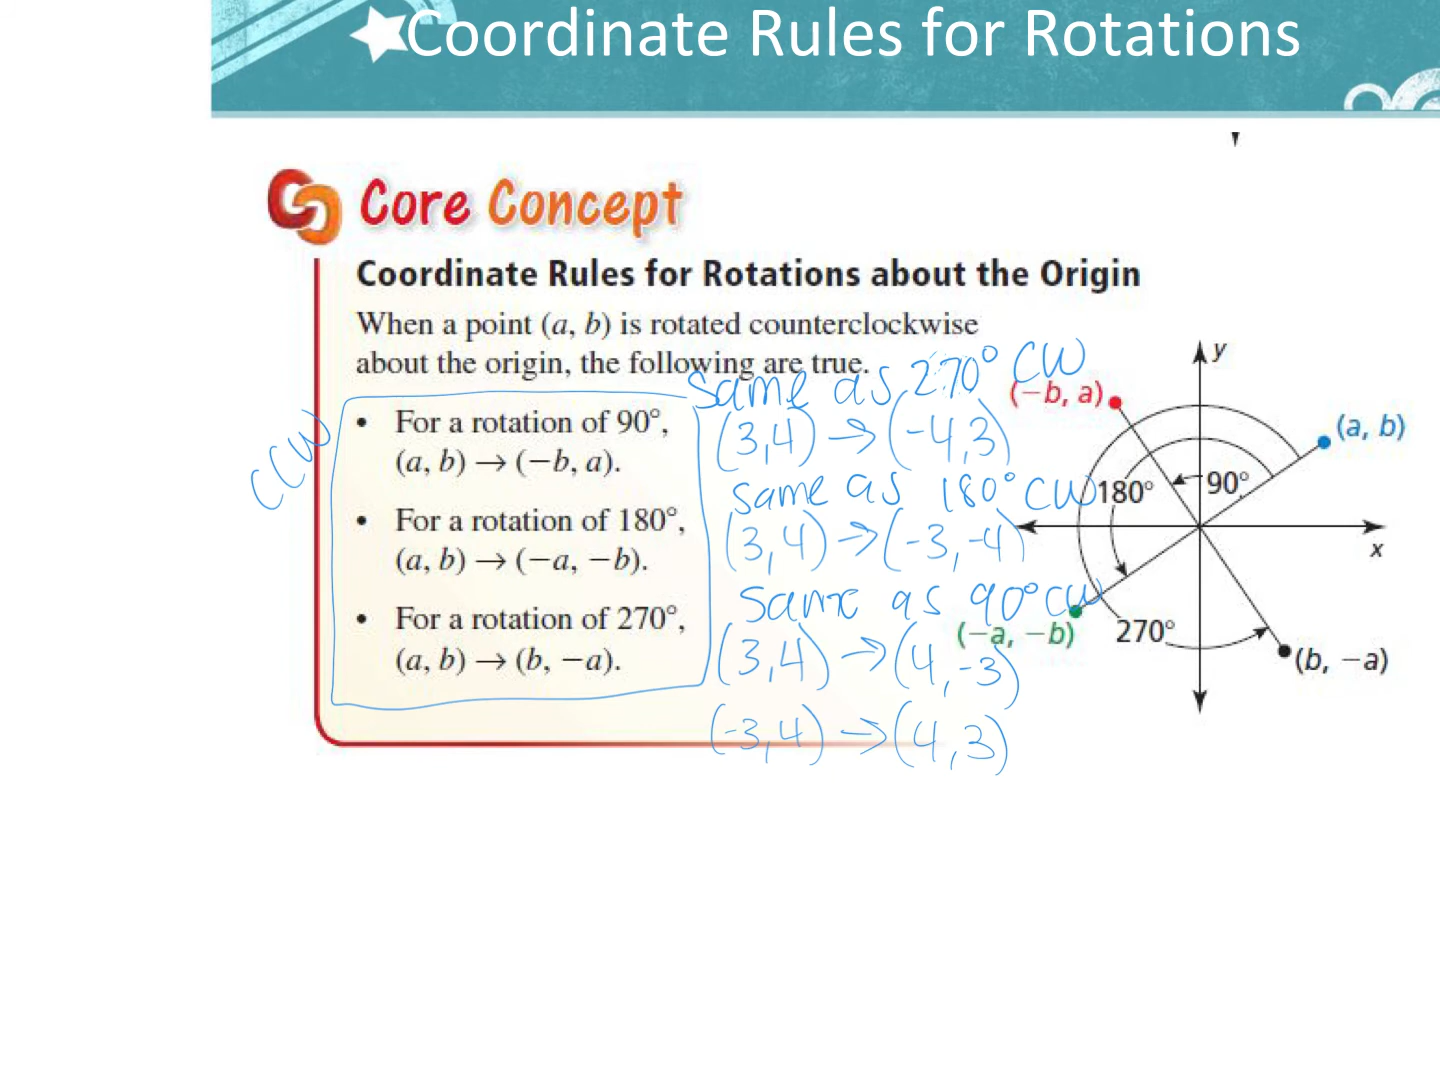 Coordinate Rules for Rotations
Core Concept
Coordinate Rules for Rotations about the Origin
When a point (a, b) is rotated counterclockwise
about the origin, the following are true.
same as 270° CW
CCW
• For a rotation of 90°,
(a, b) → (−b, a).
(3,4) → (-4,3)
same as 180° CW
• For a rotation of 180°,
(a, b) → (−a, −b).
(3,4) → (-3,-4)
same as 90° CW
• For a rotation of 270°,
(a, b) → (b, −a).
(3,4) → (4,-3)
(-3,4) → (4,3)
y
(−b, a)
(a, b)
180°
90°
x
(−a, −b)
270°
(b, −a)